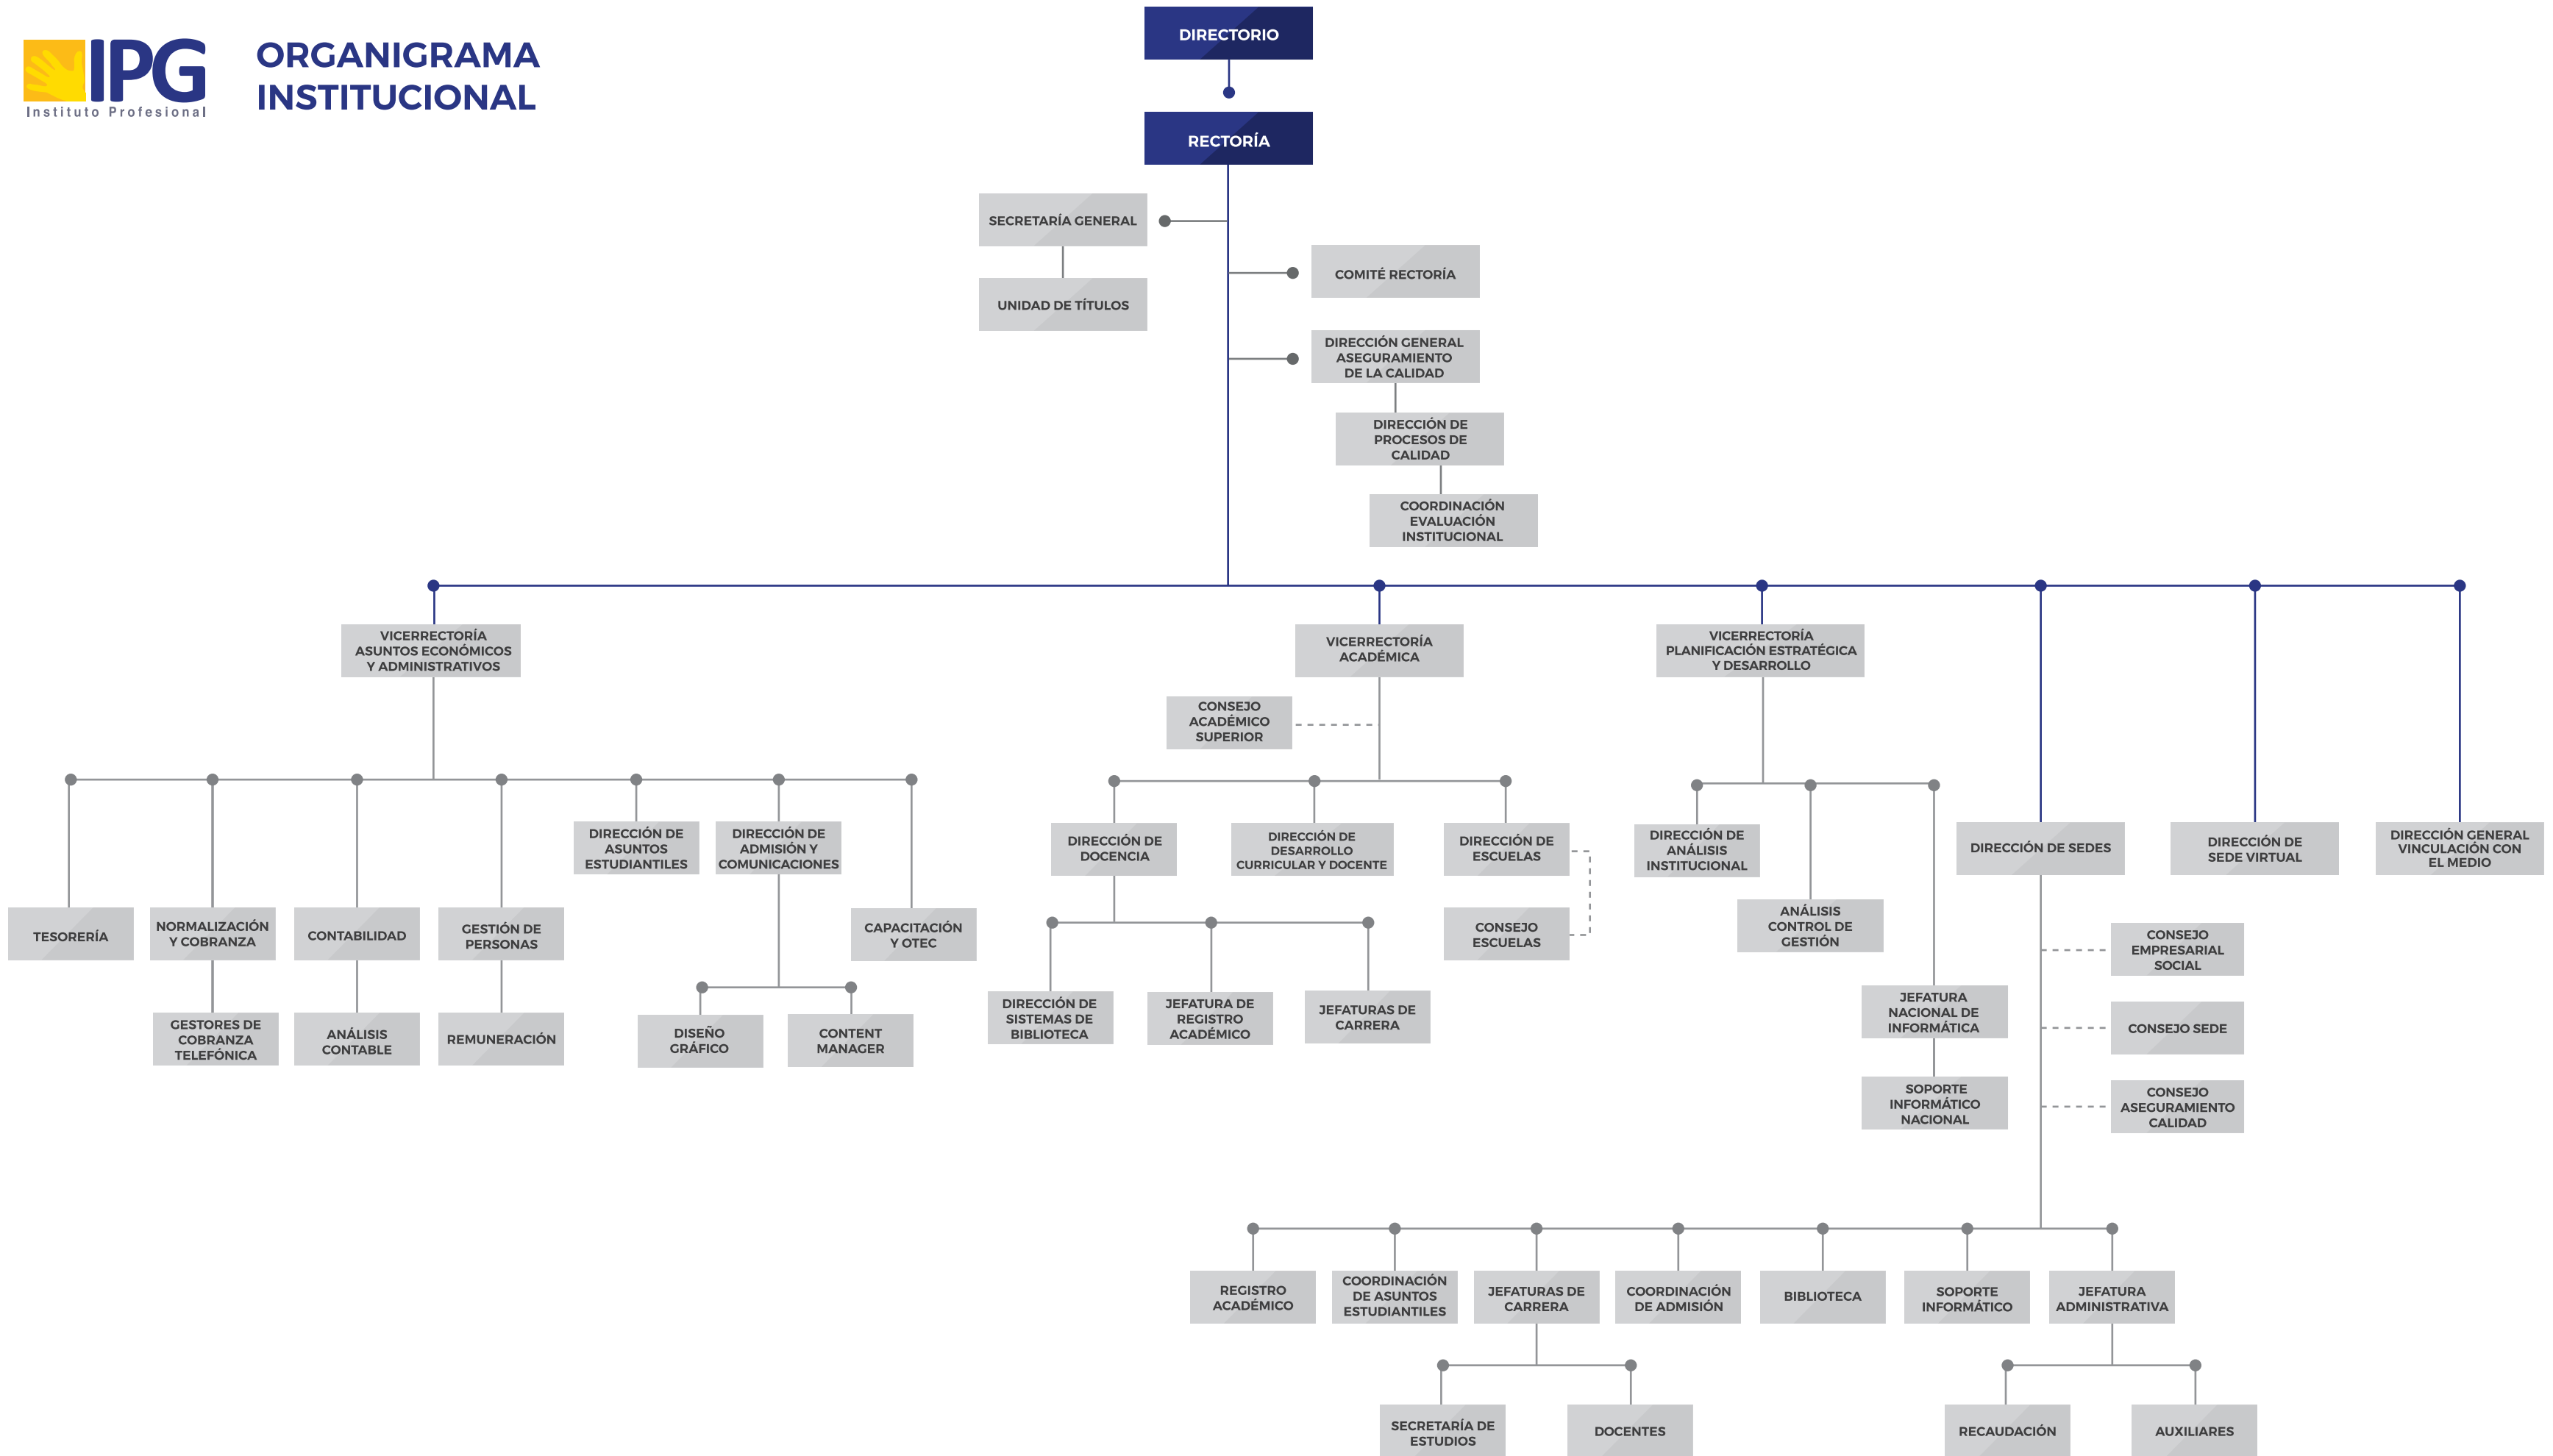 IPG
Instituto Profesional
ORGANIGRAMA
INSTITUCIONAL
DIRECTORIO
RECTORÍA
SECRETARÍA GENERAL
UNIDAD DE TÍTULOS
COMITÉ RECTORÍA
DIRECCIÓN GENERAL
ASEGURAMIENTO
DE LA CALIDAD
DIRECCIÓN DE
PROCESOS DE
CALIDAD
COORDINACIÓN
EVALUACIÓN
INSTITUCIONAL
VICERRECTORÍA
ASUNTOS ECONÓMICOS
Y ADMINISTRATIVOS
VICERRECTORÍA
ACADÉMICA
VICERRECTORÍA
PLANIFICACIÓN ESTRATÉGICA
Y DESARROLLO
CONSEJO
ACADÉMICO
SUPERIOR
DIRECCIÓN DE
ASUNTOS
ESTUDIANTILES
DIRECCIÓN DE
ADMISIÓN Y
COMUNICACIONES
DIRECCIÓN DE
DOCENCIA
DIRECCIÓN DE
DESARROLLO
CURRICULAR Y DOCENTE
DIRECCIÓN DE
ESCUELAS
DIRECCIÓN DE
ANÁLISIS
INSTITUCIONAL
DIRECCIÓN DE SEDES
DIRECCIÓN DE
SEDE VIRTUAL
DIRECCIÓN GENERAL
VINCULACIÓN CON
EL MEDIO
TESORERÍA
NORMALIZACIÓN
Y COBRANZA
CONTABILIDAD
GESTIÓN DE
PERSONAS
CAPACITACIÓN
Y OTEC
CONSEJO
ESCUELAS
ANÁLISIS
CONTROL DE
GESTIÓN
CONSEJO
EMPRESARIAL
SOCIAL
GESTORES DE
COBRANZA
TELEFÓNICA
ANÁLISIS
CONTABLE
REMUNERACIÓN
DISEÑO
GRÁFICO
CONTENT
MANAGER
DIRECCIÓN DE
SISTEMAS DE
BIBLIOTECA
JEFATURA DE
REGISTRO
ACADÉMICO
JEFATURAS DE
CARRERA
JEFATURA
NACIONAL DE
INFORMÁTICA
CONSEJO SEDE
SOPORTE
INFORMÁTICO
NACIONAL
CONSEJO
ASEGURAMIENTO
CALIDAD
REGISTRO
ACADÉMICO
COORDINACIÓN
DE ASUNTOS
ESTUDIANTILES
JEFATURAS DE
CARRERA
COORDINACIÓN
DE ADMISIÓN
BIBLIOTECA
SOPORTE
INFORMÁTICO
JEFATURA
ADMINISTRATIVA
SECRETARÍA DE
ESTUDIOS
DOCENTES
RECAUDACIÓN
AUXILIARES